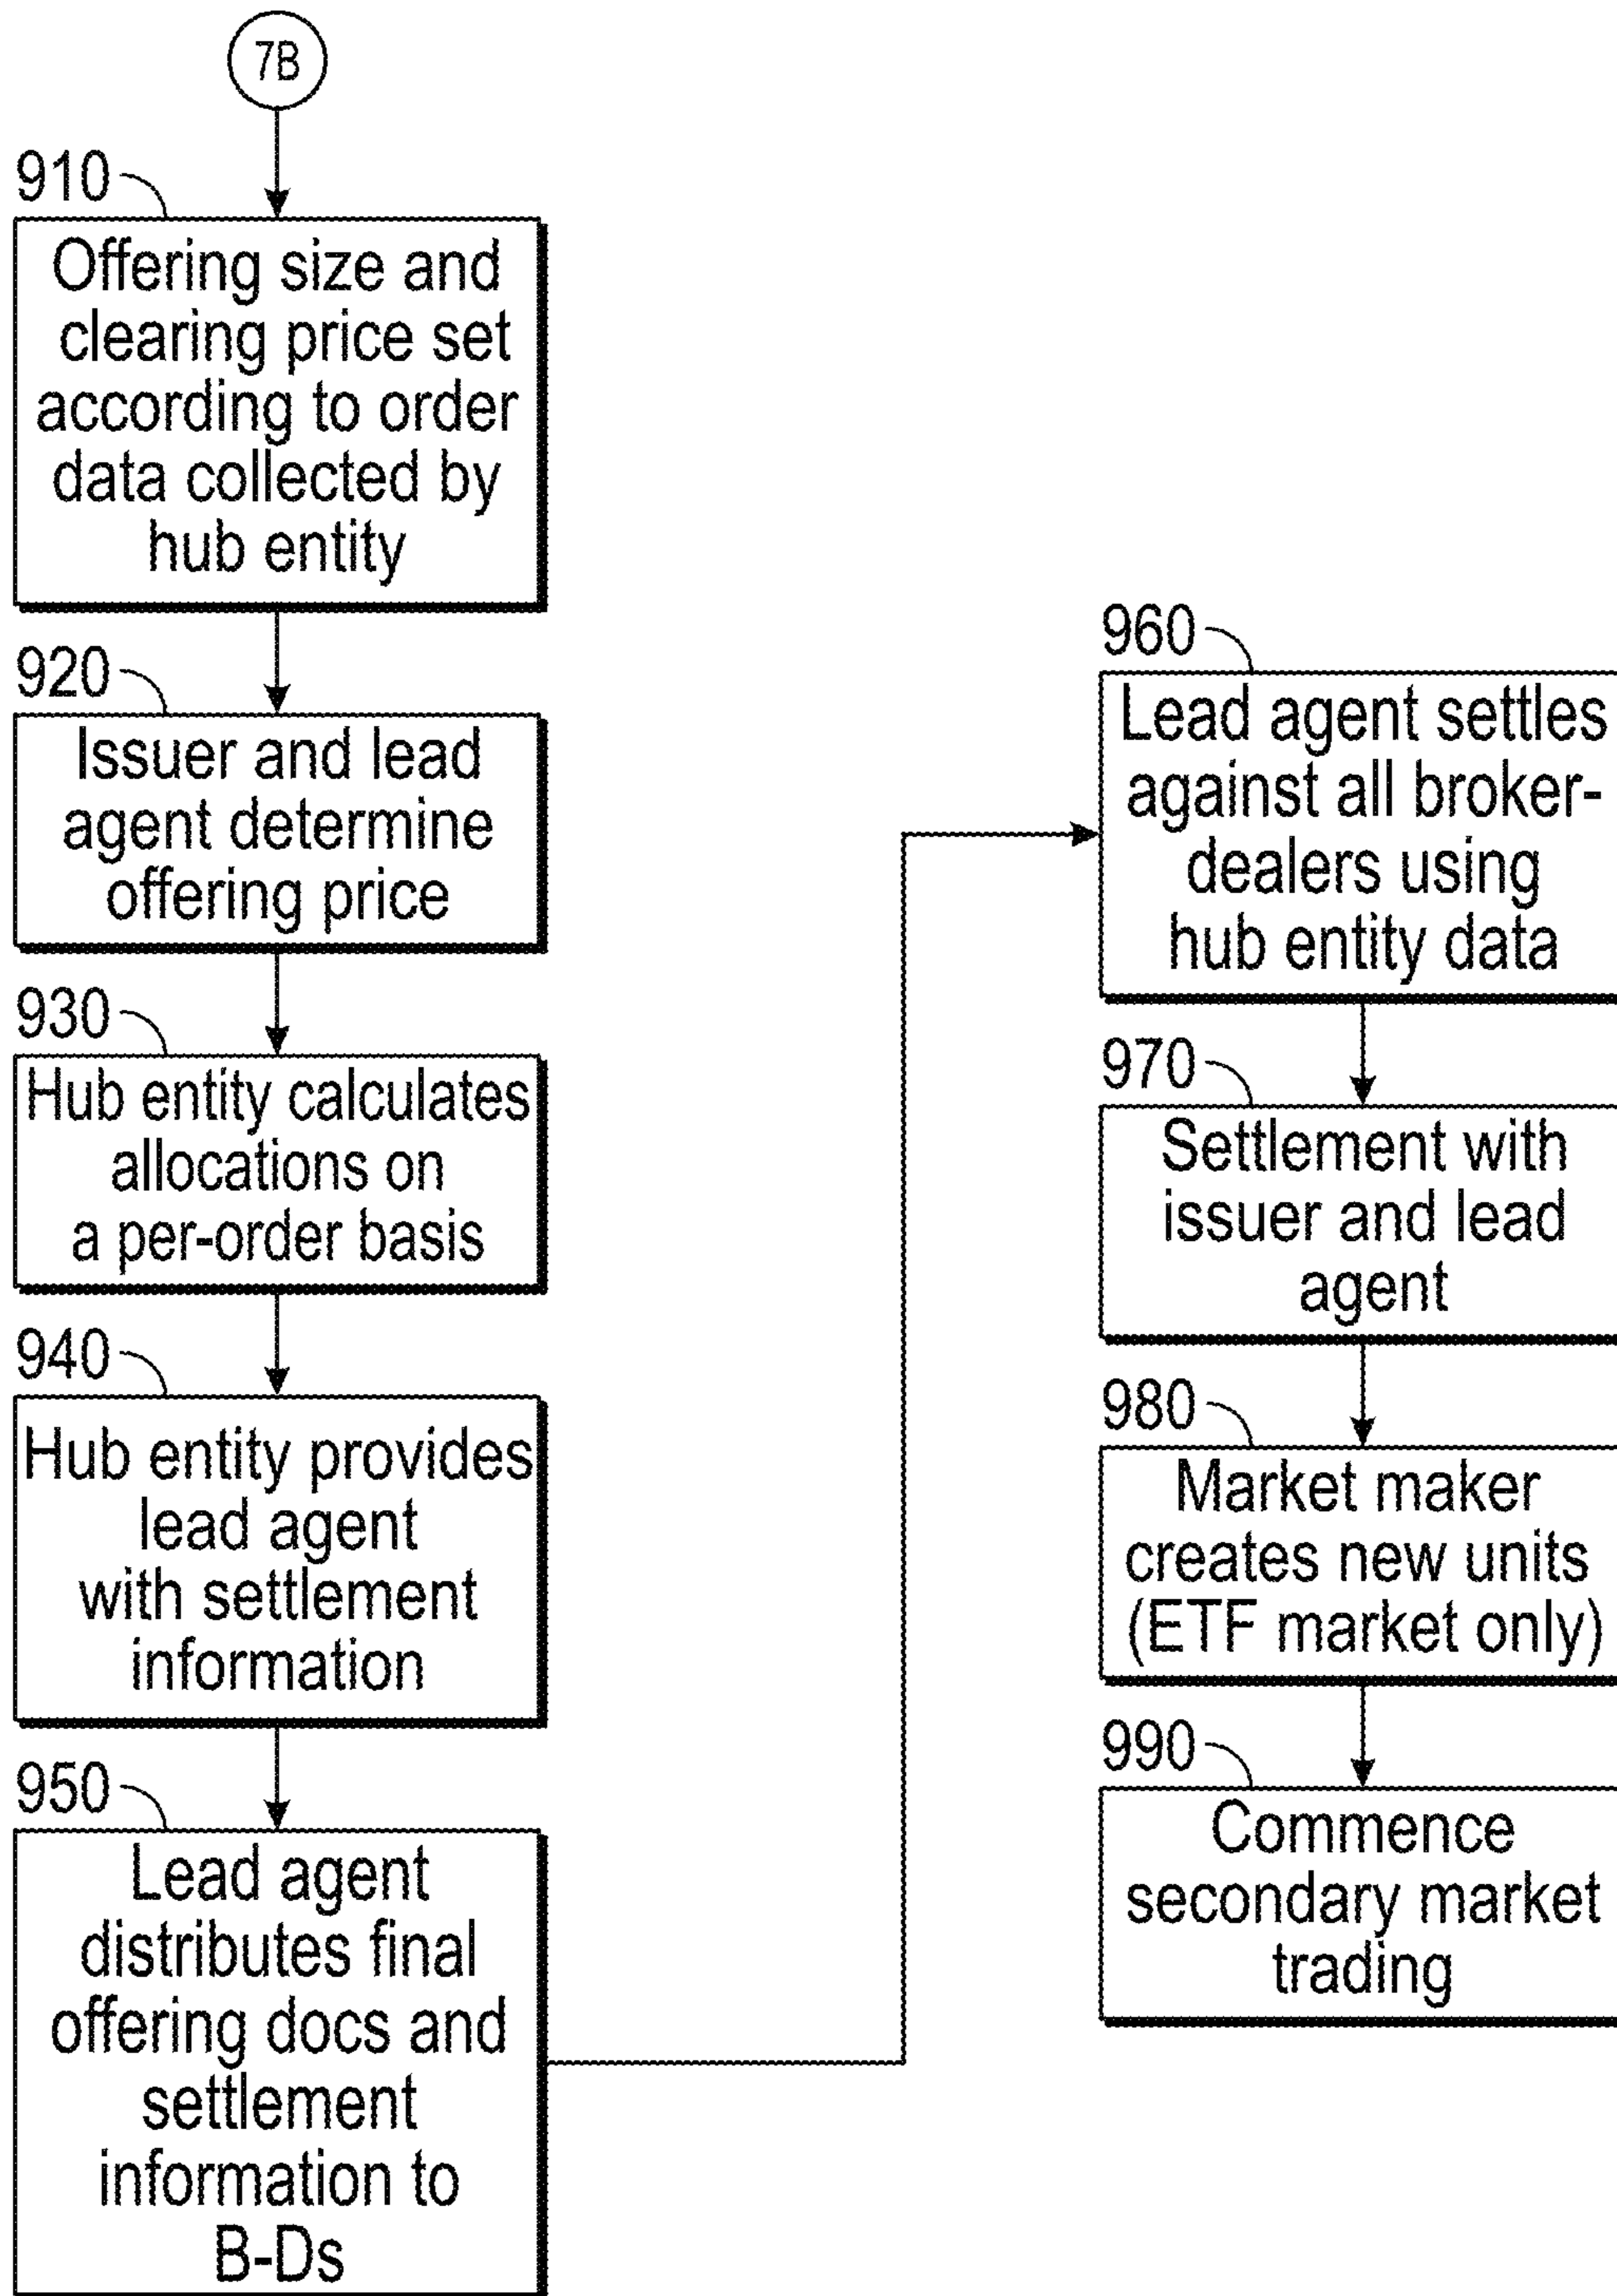 7B
910
Offering size and
clearing price set
according to order
data collected by
hub entity
920
Issuer and lead
agent determine
offering price
930
Hub entity calculates
allocations on
a per-order basis
940
Hub entity provides
lead agent
with settlement
information
950
Lead agent
distributes final
offering docs and
settlement
information to
B-Ds
960
Lead agent settles
against all broker-
dealers using
hub entity data
970
Settlement with
issuer and lead
agent
980
Market maker
creates new units
(ETF market only)
990
Commence
secondary market
trading